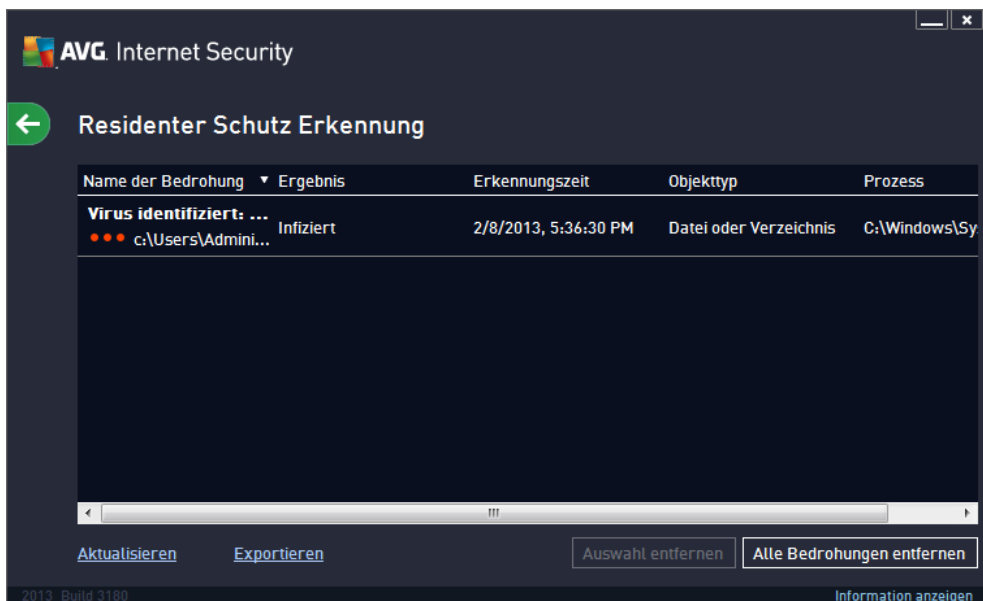 AVG. Internet Security
Residenter Schutz Erkennung
Name der Bedrohung Ergebnis Erkennungszeit Objekttyp Prozess
Virus identifiziert: ...
c:\Users\Admini...
Infiziert 2/8/2013, 5:36:30 PM Datei oder Verzeichnis C:\Windows\Sy
Aktualisieren Exportieren Auswahl entfernen Alle Bedrohungen entfernen
2013 Build 3180 Information anzeigen